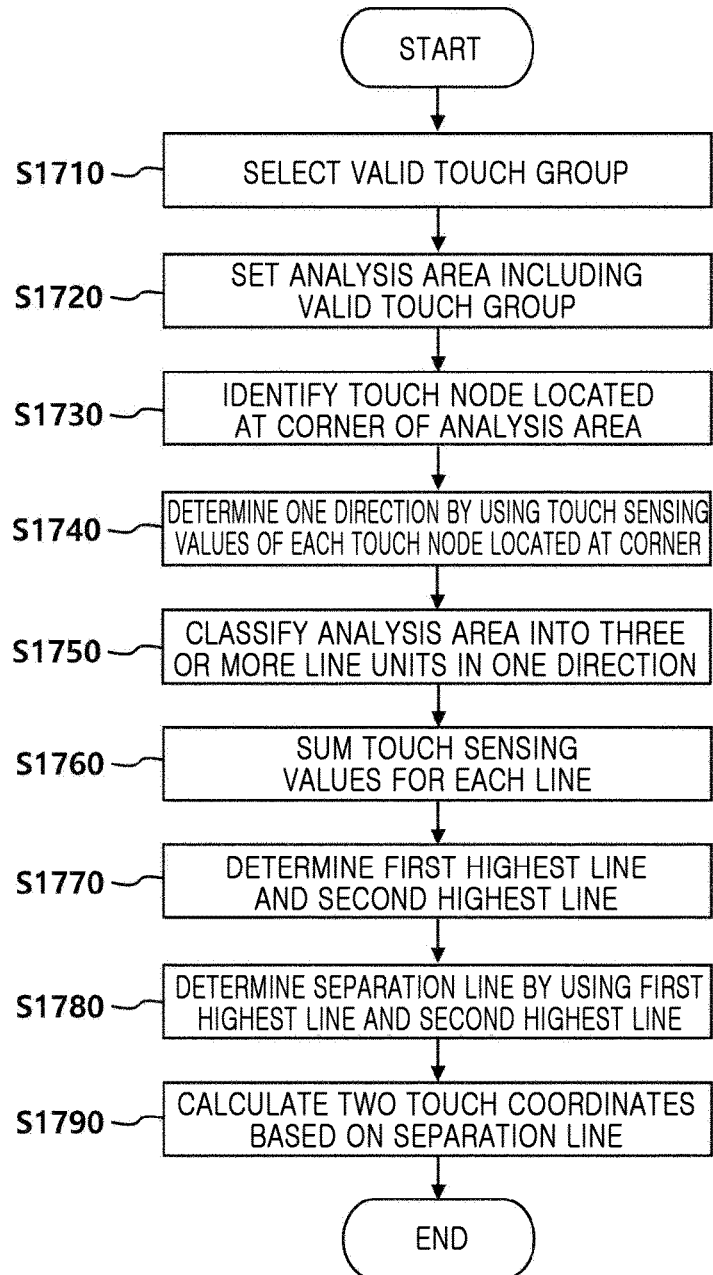 START
S1710
SELECT VALID TOUCH GROUP
S1720
SET ANALYSIS AREA INCLUDING
VALID TOUCH GROUP
S1730
IDENTIFY TOUCH NODE LOCATED
AT CORNER OF ANALYSIS AREA
S1740
DETERMINE ONE DIRECTION BY USING TOUCH SENSING
VALUES OF EACH TOUCH NODE LOCATED AT CORNER
S1750
CLASSIFY ANALYSIS AREA INTO THREE
OR MORE LINE UNITS IN ONE DIRECTION
S1760
SUM TOUCH SENSING
VALUES FOR EACH LINE
S1770
DETERMINE FIRST HIGHEST LINE
AND SECOND HIGHEST LINE
S1780
DETERMINE SEPARATION LINE BY USING FIRST
HIGHEST LINE AND SECOND HIGHEST LINE
S1790
CALCULATE TWO TOUCH COORDINATES
BASED ON SEPARATION LINE
END